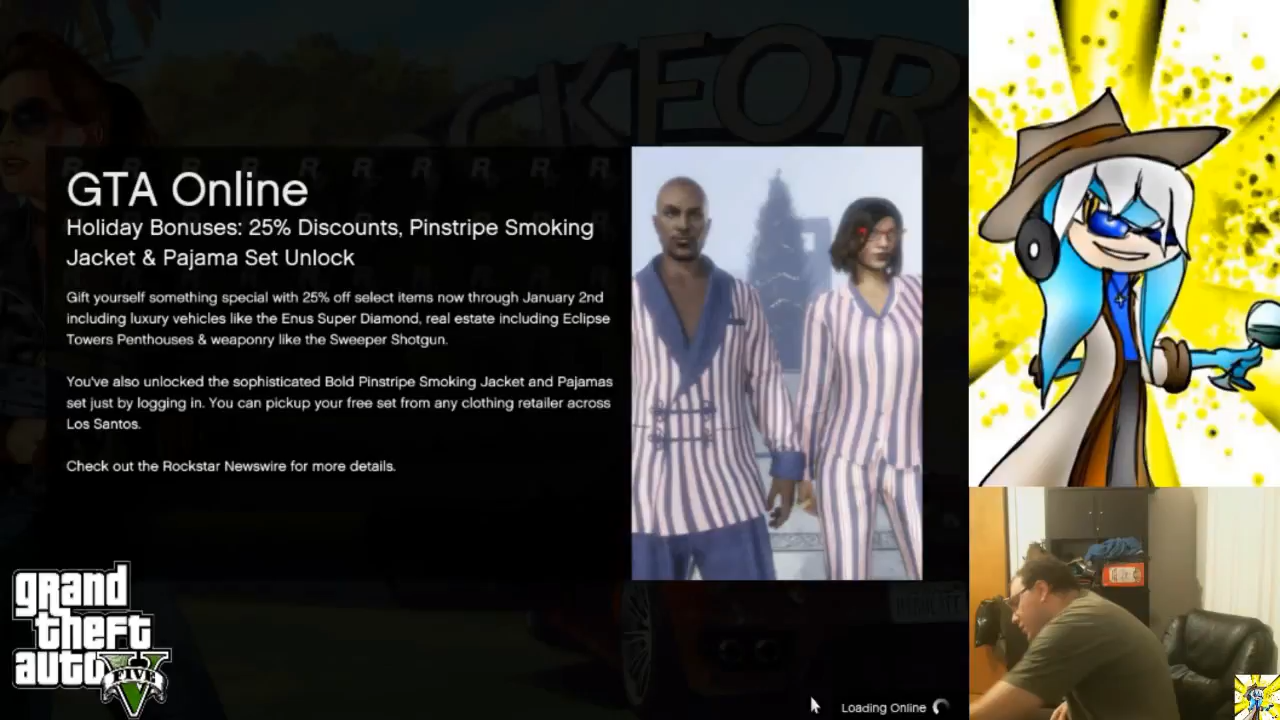 CKFOR
GTA Online
Holiday Bonuses: 25% Discounts, Pinstripe Smoking
Jacket & Pajama Set Unlock
Gift yourself something special with 25% off select items now through January 2nd
including luxury vehicles like the Enus Super Diamond, real estate including Eclipse
Towers Penthouses & weaponry like the Sweeper Shotgun.
You've also unlocked the sophisticated Bold Pinstripe Smoking Jacket and Pajamas
set just by logging in. You can pickup your free set from any clothing retailer across
Los Santos.
Check out the Rockstar Newswire for more details.
grand
theft
auto V
FIVE
Loading Online